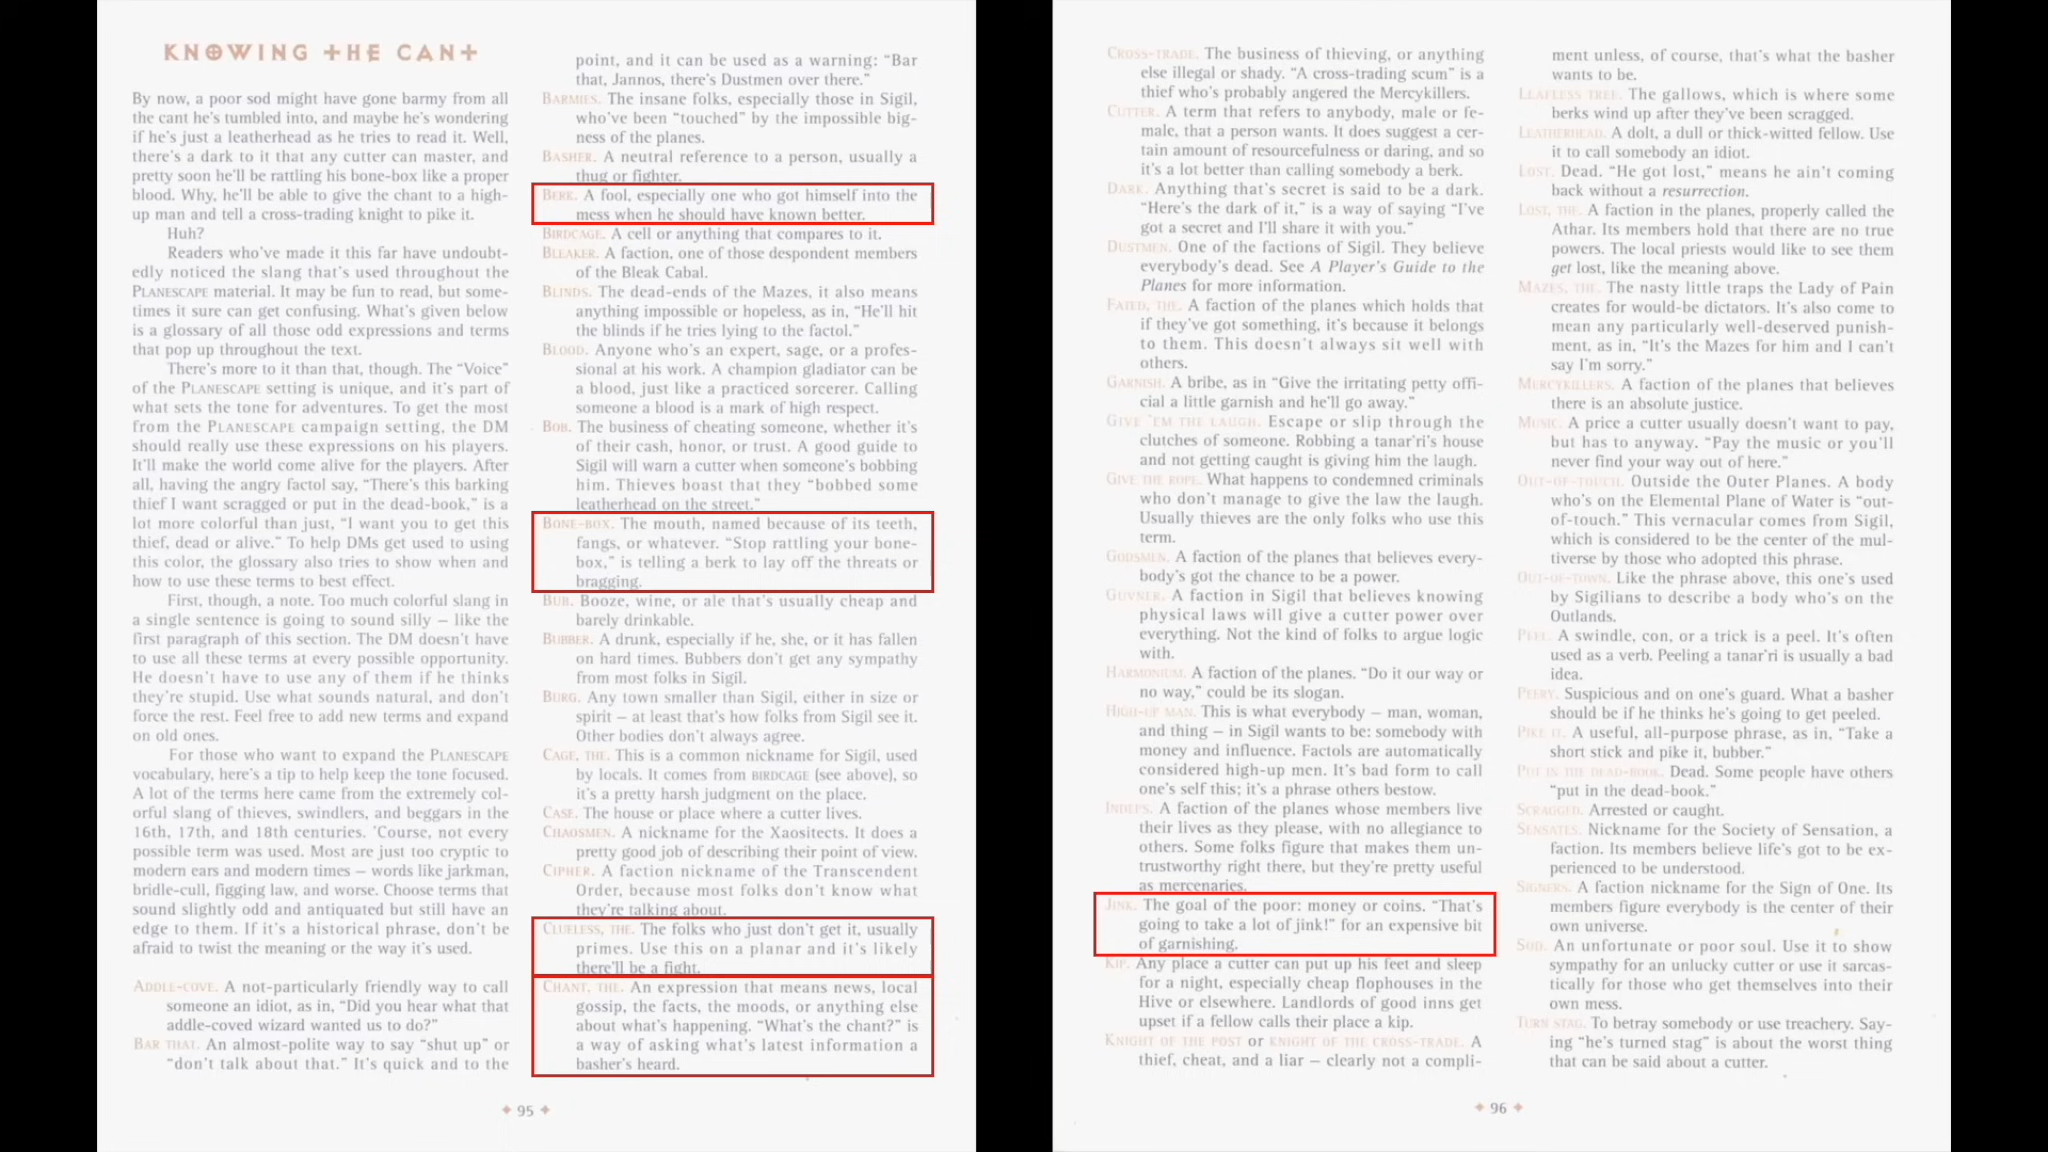 KNOWING THE CANT
By now, a poor sod might have gone barmy from all
the cant he's tumbled into, and maybe he's wondering
if he's just a leatherhead as he tries to read it. Well,
there's a dark to it that any cutter can master, and
pretty soon he'll be rattling his bone-box like a proper
blood. Why, he'll be able to give the chant to a high-
up man and tell a cross-trading knight to pike it.
Huh?
Readers who've made it this far have undoubt-
edly noticed the slang that's used throughout the
PLANESCAPE material. It may be fun to read, but some-
times it sure can get confusing. What's given below
is a glossary of all those odd expressions and terms
that pop up throughout the text.
There's more to it than that, though. The “Voice”
of the PLANESCAPE setting is unique, and it's part of
what sets the tone for adventures. To get the most
from the PLANESCAPE campaign setting, the DM
should really use these expressions on his players.
It'll make the world come alive for the players. After
all, having the angry factol say, “There's this barking
thief I want scragged or put in the dead-book,” is a
lot more colorful than just, “I want you to get this
thief, dead or alive.” To help DMs get used to using
this color, the glossary also tries to show when and
how to use these terms to best effect.
First, though, a note. Too much colorful slang in
a single sentence is going to sound silly – like the
first paragraph of this section. The DM doesn't have
to use all these terms at every possible opportunity.
He doesn't have to use any of them if he thinks
they're stupid. Use what sounds natural, and don't
force the rest. Feel free to add new terms and expand
on old ones.
For those who want to expand the PLANESCAPE
vocabulary, here's a tip to help keep the tone focused.
A lot of the terms here came from the extremely col-
orful slang of thieves, swindlers, and beggars in the
16th, 17th, and 18th centuries. 'Course, not every
possible term was used. Most are just too cryptic to
modern ears and modern times – words like jarkman,
bridle-cull, figging law, and worse. Choose terms that
sound slightly odd and antiquated but still have an
edge to them. If it's a historical phrase, don't be
afraid to twist the meaning or the way it's used.
ADDLE-COVE. A not-particularly friendly way to call
someone an idiot, as in, “Did you hear what that
addle-coved wizard wanted us to do?”
BAR THAT. An almost-polite way to say “shut up” or
“don't talk about that.” It's quick and to the
point, and it can be used as a warning: “Bar
that, Jannos, there's Dustmen over there.”
BARMIES. The insane folks, especially those in Sigil,
who've been “touched” by the impossible big-
ness of the planes.
BASHER. A neutral reference to a person, usually a
thug or fighter.
BERK. A fool, especially one who got himself into the
mess when he should have known better.
BIRDCAGE. A cell or anything that compares to it.
BLEAKER. A faction, one of those despondent members
of the Bleak Cabal.
BLINDS. The dead-ends of the Mazes, it also means
anything impossible or hopeless, as in, “He'll hit
the blinds if he tries lying to the factol.”
BLOOD. Anyone who's an expert, sage, or a profes-
sional at his work. A champion gladiator can be
a blood, just like a practiced sorcerer. Calling
someone a blood is a mark of high respect.
BOB. The business of cheating someone, whether it's
of their cash, honor, or trust. A good guide to
Sigil will warn a cutter when someone's bobbing
him. Thieves boast that they “bobbed some
leatherhead on the street.”
BONE-BOX. The mouth, named because of its teeth,
fangs, or whatever. “Stop rattling your bone-
box,” is telling a berk to lay off the threats or
bragging.
BUB. Booze, wine, or ale that's usually cheap and
barely drinkable.
BUBBER. A drunk, especially if he, she, or it has fallen
on hard times. Bubbers don't get any sympathy
from most folks in Sigil.
BURG. Any town smaller than Sigil, either in size or
spirit – at least that's how folks from Sigil see it.
Other bodies don't always agree.
CAGE, THE. This is a common nickname for Sigil, used
by locals. It comes from BIRDCAGE (see above), so
it's a pretty harsh judgment on the place.
CASE. The house or place where a cutter lives.
CHAOSMEN. A nickname for the Xaositects. It does a
pretty good job of describing their point of view.
CIPHER. A faction nickname of the Transcendent
Order, because most folks don't know what
they're talking about.
CLUELESS, THE. The folks who just don't get it, usually
primes. Use this on a planar and it's likely
there'll be a fight.
CHANT, THE. An expression that means news, local
gossip, the facts, the moods, or anything else
about what's happening. “What's the chant?” is
a way of asking what's latest information a
basher's heard.
95
CROSS-TRADE. The business of thieving, or anything
else illegal or shady. “A cross-trading scum” is a
thief who's probably angered the Mercykillers.
CUTTER. A term that refers to anybody, male or fe-
male, that a person wants. It does suggest a cer-
tain amount of resourcefulness or daring, and so
it's a lot better than calling somebody a berk.
DARK. Anything that's secret is said to be a dark.
“Here's the dark of it,” is a way of saying “I've
got a secret and I'll share it with you.”
DUSTMEN. One of the factions of Sigil. They believe
everybody's dead. See A Player's Guide to the
Planes for more information.
FATED, THE. A faction of the planes which holds that
if they've got something, it's because it belongs
to them. This doesn't always sit well with
others.
GARNISH. A bribe, as in “Give the irritating petty offi-
cial a little garnish and he'll go away.”
GIVE 'EM THE LAUGH. Escape or slip through the
clutches of someone. Robbing a tanar'ri's house
and not getting caught is giving him the laugh.
GIVE THE ROPE. What happens to condemned criminals
who don't manage to give the law the laugh.
Usually thieves are the only folks who use this
term.
GODSMEN. A faction of the planes that believes every-
body's got the chance to be a power.
GUVNER. A faction in Sigil that believes knowing
physical laws will give a cutter power over
everything. Not the kind of folks to argue logic
with.
HARMONIUM. A faction of the planes. “Do it our way or
no way,” could be its slogan.
HIGH-UP MAN. This is what everybody – man, woman,
and thing – in Sigil wants to be: somebody with
money and influence. Factols are automatically
considered high-up men. It's bad form to call
one's self this; it's a phrase others bestow.
INDEPS. A faction of the planes whose members live
their lives as they please, with no allegiance to
others. Some folks figure that makes them un-
trustworthy right there, but they're pretty useful
as mercenaries.
JINK. The goal of the poor: money or coins. “That's
going to take a lot of jink!” for an expensive bit
of garnishing.
KIP. Any place a cutter can put up his feet and sleep
for a night, especially cheap flophouses in the
Hive or elsewhere. Landlords of good inns get
upset if a fellow calls their place a kip.
KNIGHT OF THE POST or KNIGHT OF THE CROSS-TRADE. A
thief, cheat, and a liar – clearly not a compli-
ment unless, of course, that's what the basher
wants to be.
LEAFLESS TREE. The gallows, which is where some
berks wind up after they've been scragged.
LEATHERHEAD. A dolt, a dull or thick-witted fellow. Use
it to call somebody an idiot.
LOST. Dead. “He got lost,” means he ain't coming
back without a resurrection.
LOST, THE. A faction in the planes, properly called the
Athar. Its members hold that there are no true
powers. The local priests would like to see them
get lost, like the meaning above.
MAZES, THE. The nasty little traps the Lady of Pain
creates for would-be dictators. It's also come to
mean any particularly well-deserved punish-
ment, as in, “It's the Mazes for him and I can't
say I'm sorry.”
MERCYKILLERS. A faction of the planes that believes
there is an absolute justice.
MUSIC. A price a cutter usually doesn't want to pay,
but has to anyway. “Pay the music or you'll
never find your way out of here.”
OUT-OF-TOUCH. Outside the Outer Planes. A body
who's on the Elemental Plane of Water is “out-
of-touch.” This vernacular comes from Sigil,
which is considered to be the center of the mul-
tiverse by those who adopted this phrase.
OUT-OF-TOWN. Like the phrase above, this one's used
by Sigilians to describe a body who's on the
Outlands.
PEEL. A swindle, con, or a trick is a peel. It's often
used as a verb. Peeling a tanar'ri is usually a bad
idea.
PEERY. Suspicious and on one's guard. What a basher
should be if he thinks he's going to get peeled.
PIKE IT. A useful, all-purpose phrase, as in, “Take a
short stick and pike it, bubber.”
PUT IN THE DEAD-BOOK. Dead. Some people have others
“put in the dead-book.”
SCRAGGED. Arrested or caught.
SENSATES. Nickname for the Society of Sensation, a
faction. Its members believe life's got to be ex-
perienced to be understood.
SIGNERS. A faction nickname for the Sign of One. Its
members figure everybody is the center of their
own universe.
SOD. An unfortunate or poor soul. Use it to show
sympathy for an unlucky cutter or use it sarcas-
tically for those who get themselves into their
own mess.
TURN STAG. To betray somebody or use treachery. Say-
ing “he's turned stag” is about the worst thing
that can be said about a cutter.
96